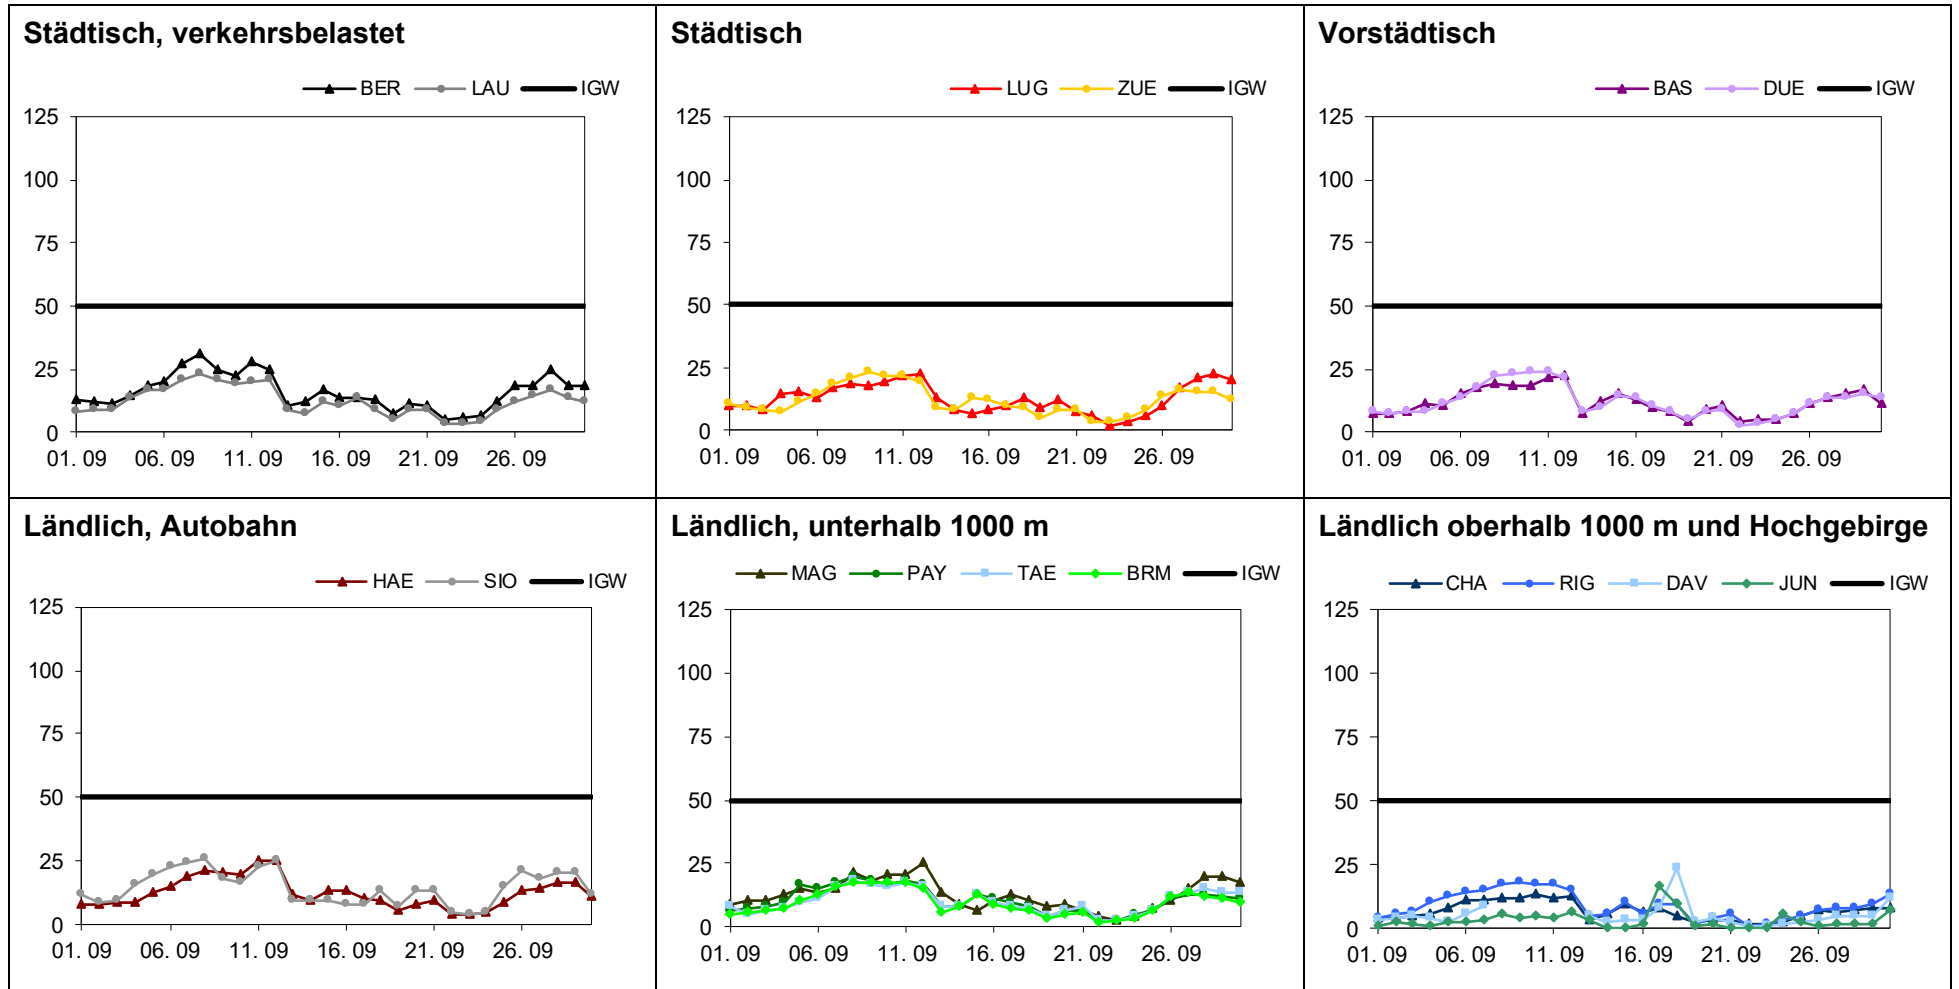 Städtisch, verkehrsbelastet
BER LAU IGW
125
100
75
50
25
0
01. 09 06. 09 11. 09 16. 09 21. 09 26. 09
Städtisch
LUG ZUE IGW
125
100
75
50
25
0
01. 09 06. 09 11. 09 16. 09 21. 09 26. 09
Vorstädtisch
BAS DUE IGW
125
100
75
50
25
0
01. 09 06. 09 11. 09 16. 09 21. 09 26. 09
Ländlich, Autobahn
HAE SIO IGW
125
100
75
50
25
0
01. 09 06. 09 11. 09 16. 09 21. 09 26. 09
Ländlich, unterhalb 1000 m
MAG PAY TAE BRM IGW
125
100
75
50
25
0
01. 09 06. 09 11. 09 16. 09 21. 09 26. 09
Ländlich oberhalb 1000 m und Hochgebirge
CHA RIG DAV JUN IGW
125
100
75
50
25
0
01. 09 06. 09 11. 09 16. 09 21. 09 26. 09